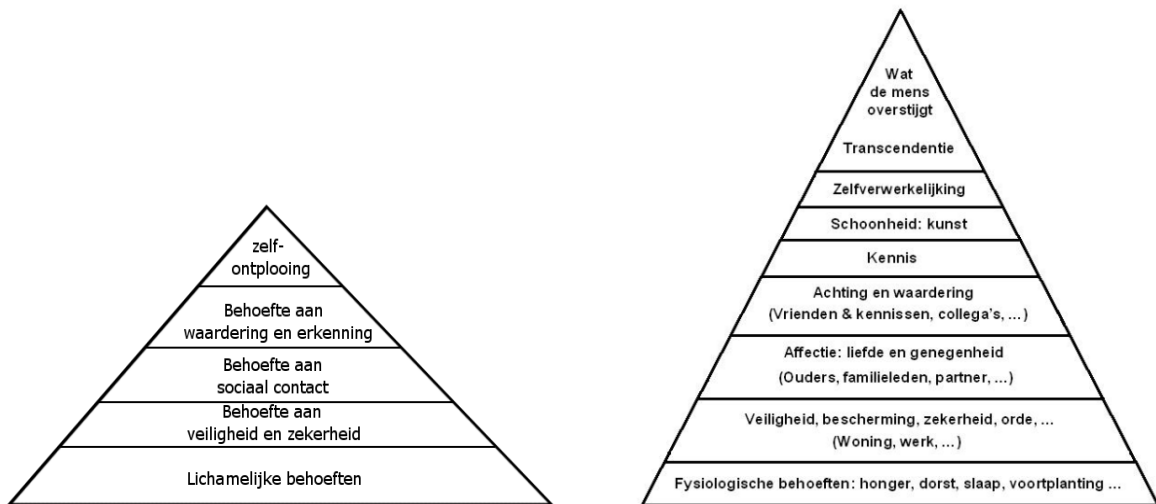 zelf-
ontplooing
Behoefte aan
waardering en erkenning
Behoefte aan
sociaal contact
Behoefte aan
veiligheid en zekerheid
Lichamelijke behoeften
Wat
de mens
overstijgt
Transcendentie
Zelfverwerkelijking
Schoonheid: kunst
Kennis
Achting en waardering
(Vrienden & kennissen, collega's, ...)
Affectie: liefde en genegenheid
(Ouders, familieleden, partner, ...)
Veiligheid, bescherming, zekerheid, orde, ...
(Woning, werk, ...)
Fysiologische behoeften: honger, dorst, slaap, voortplanting ...